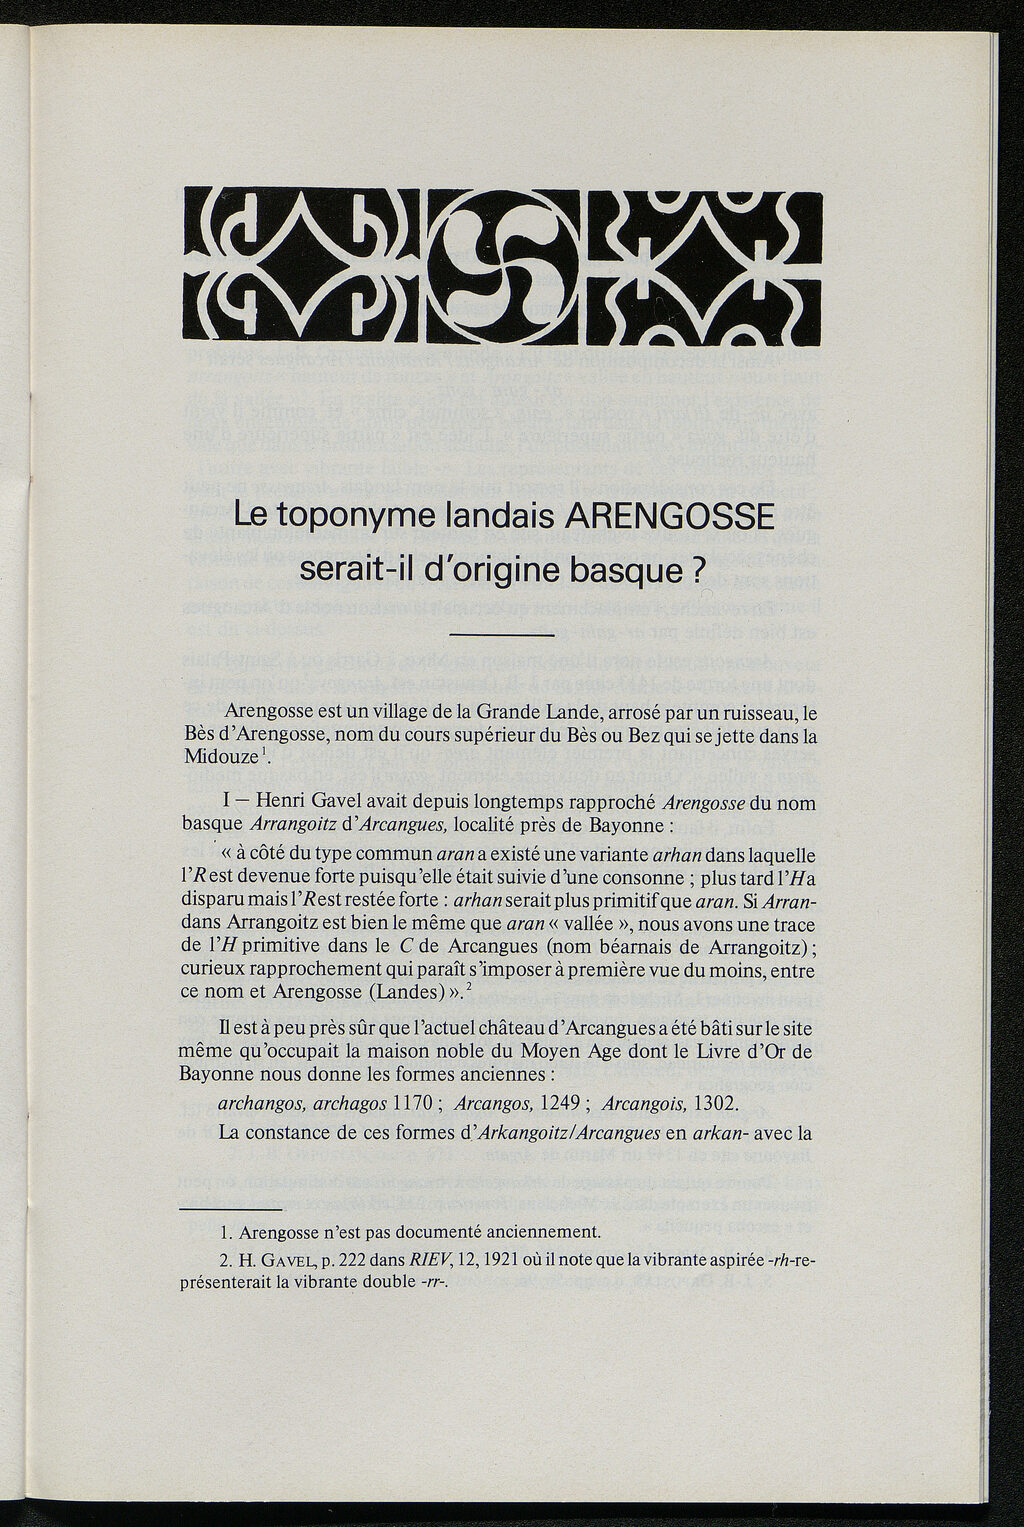 Le toponyme landais ARENGOSSE
serait-il d'origine basque ?
Arengosse est un village de la Grande Lande, arrosé par un ruisseau, le
Bès d'Arengosse, nom du cours supérieur du Bès ou Bez qui se jette dans la
Midouze¹.
I — Henri Gavel avait depuis longtemps rapproché Arengosse du nom
basque Arrangoitz d'Arcangues, localité près de Bayonne :
« à côté du type commun aran a existé une variante arhan dans laquelle
l'R est devenue forte puisqu'elle était suivie d'une consonne ; plus tard l'H a
disparu mais l'R est restée forte : arhan serait plus primitif que aran. Si Arran-
dans Arrangoitz est bien le même que aran « vallée », nous avons une trace
de l'H primitive dans le C de Arcangues (nom béarnais de Arrangoitz) ;
curieux rapprochement qui paraît s'imposer à première vue du moins, entre
ce nom et Arengosse (Landes) ».²
Il est à peu près sûr que l'actuel château d'Arcangues a été bâti sur le site
même qu'occupait la maison noble du Moyen Age dont le Livre d'Or de
Bayonne nous donne les formes anciennes :
archangos, archagos 1170 ; Arcangos, 1249 ; Arcangois, 1302.
La constance de ces formes d'Arkangoitz/Arcangues en arkan- avec la
1. Arengosse n'est pas documenté anciennement.
2. H. GAVEL, p. 222 dans RIEV, 12, 1921 où il note que la vibrante aspirée -rh- re-
présenterait la vibrante double -rr-.